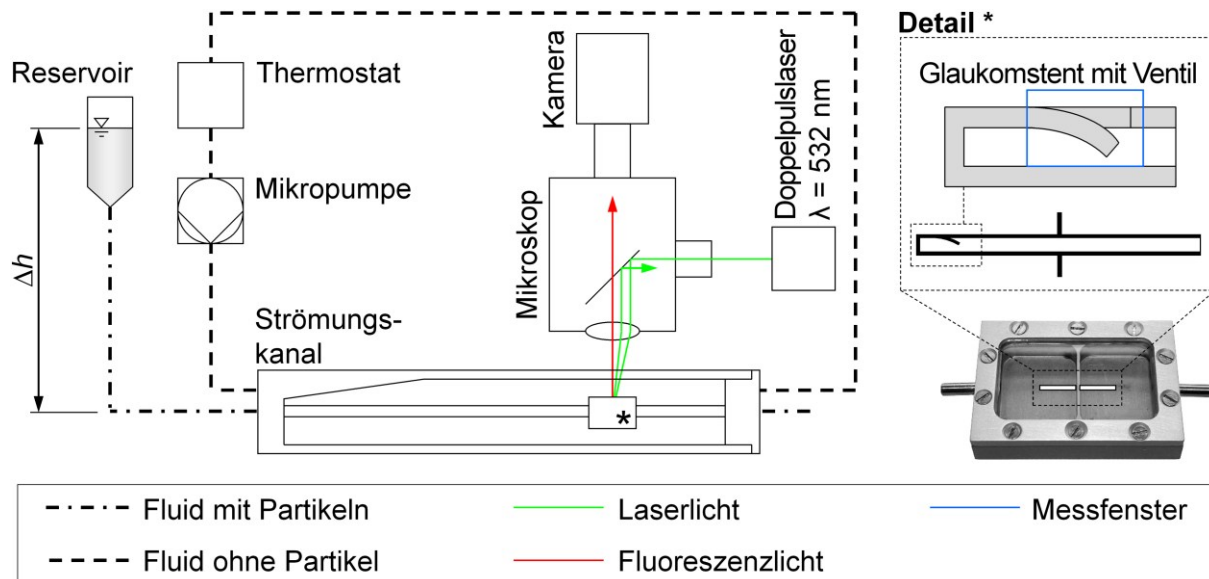 Detail *
Reservoir
Thermostat
Kamera
Doppelpulslaser
λ = 532 nm
Glaukomstent mit Ventil
Mikropumpe
Mikroskop
Δh
Strömungs-
kanal
*
Fluid mit Partikeln
Laserlicht
Messfenster
Fluid ohne Partikel
Fluoreszenzlicht